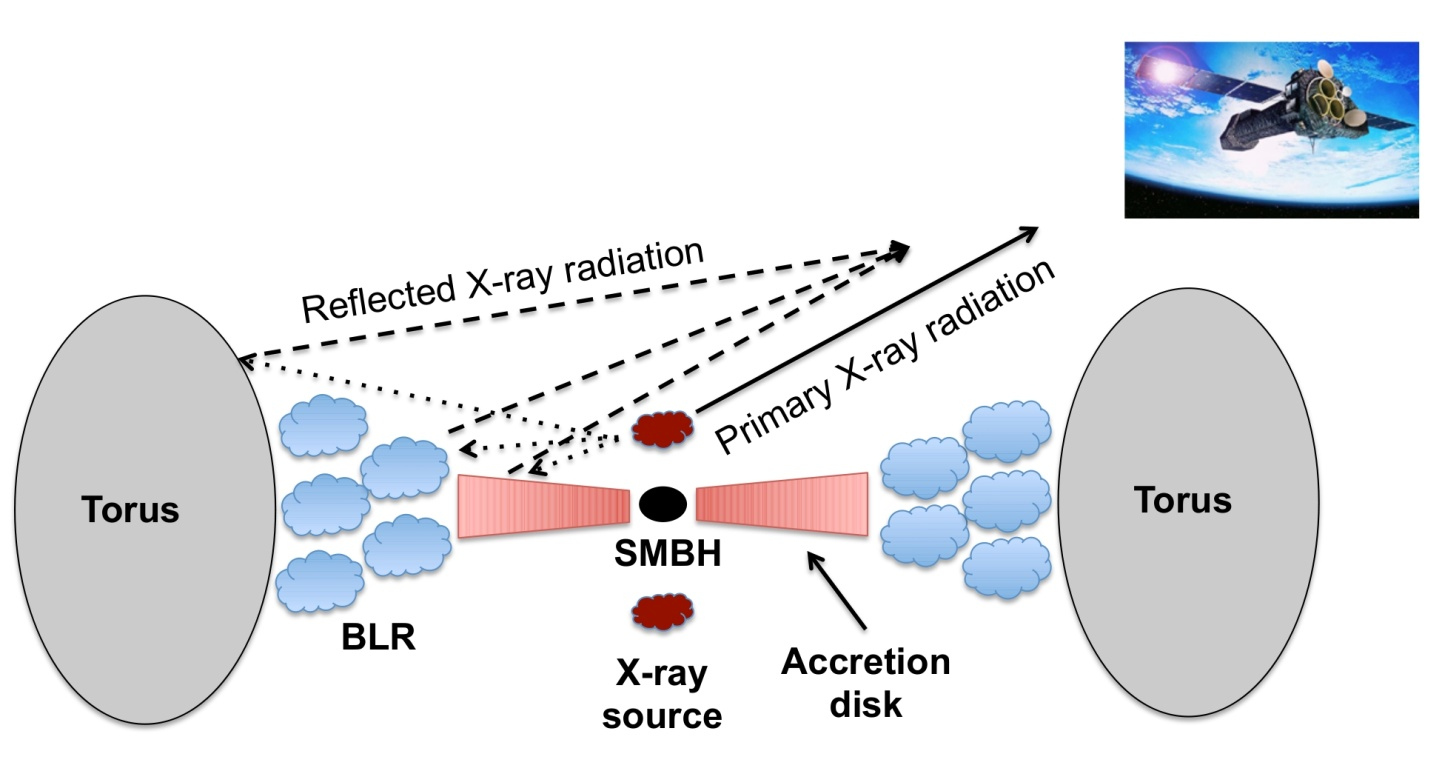 Reflected X-ray radiation
Primary X-ray radiation
Torus
Torus
SMBH
BLR
X-ray
source
Accretion
disk